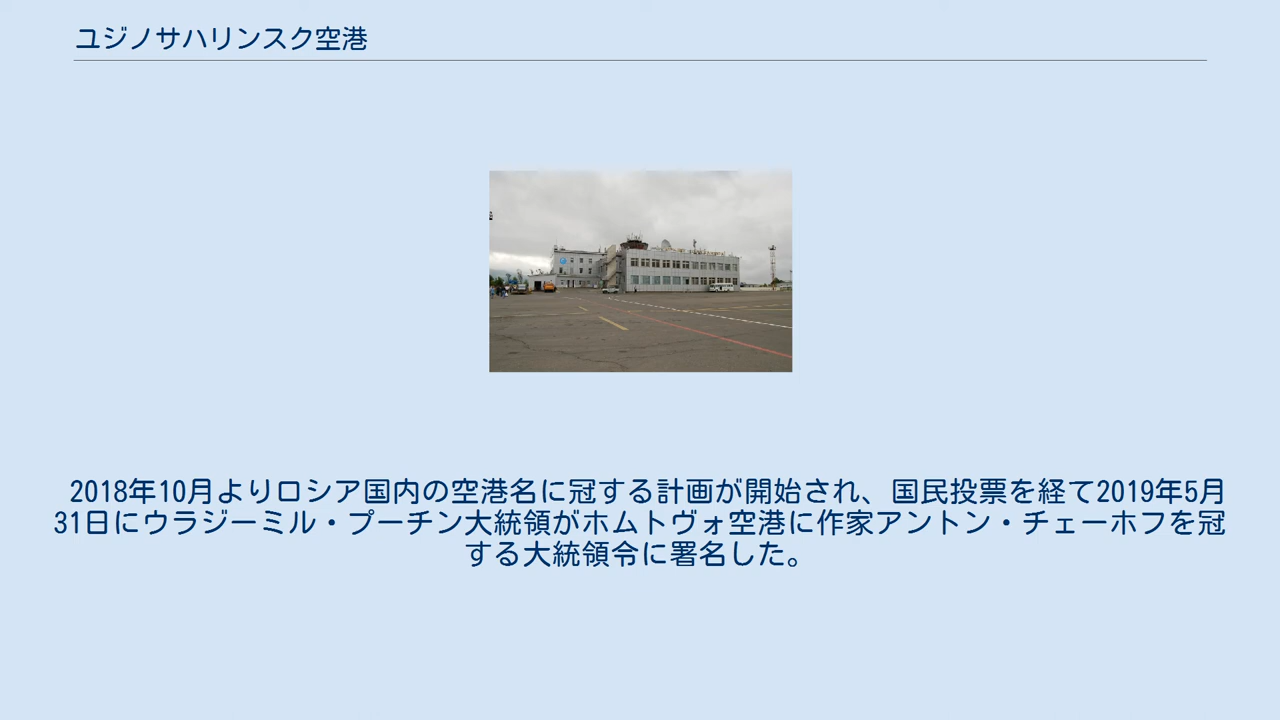 ユジノサハリンスク空港
2018年10月よりロシア国内の空港名に冠する計画が開始され、国民投票を経て2019年5月
31日にウラジーミル・プーチン大統領がホムトヴォ空港に作家アントン・チェーホフを冠
する大統領令に署名した。